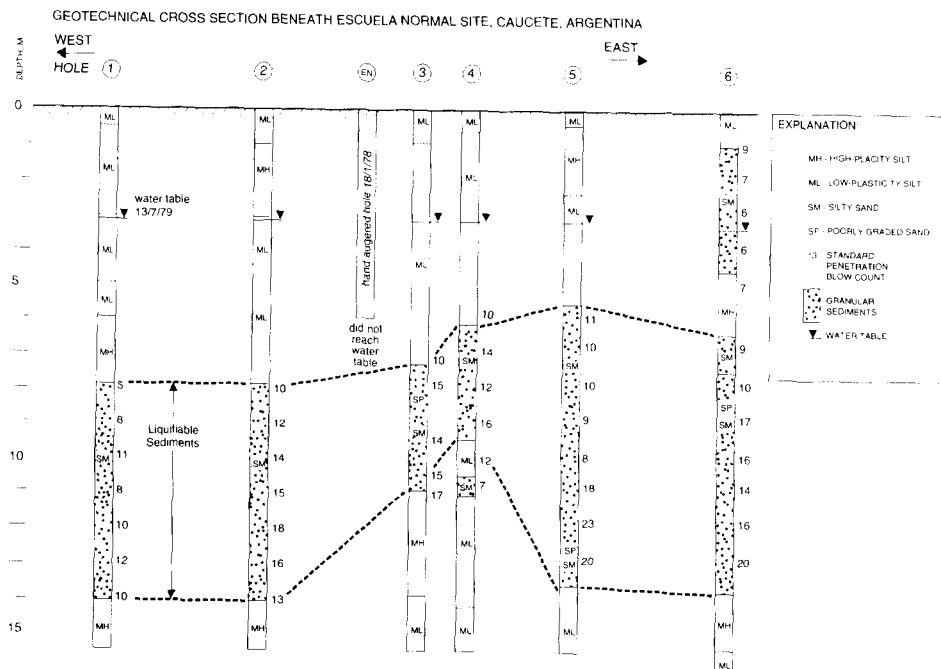 GEOTECHNICAL CROSS SECTION BENEATH ESCUELA NORMAL SITE, CAUCETE, ARGENTINA
DEPTH, M
WEST
EAST
HOLE
1
2
EN
3
4
5
6
0
5
10
15
ML
ML
water table
13/7/79
ML
ML
MH
5
8
11
SM
8
10
12
10
MH
Liquifiable
Sediments
ML
MH
ML
ML
10
12
14
SM
15
18
16
13
MH
hand augered hole 18/1/78
did not
reach
water
table
ML
ML
10
15
SP
SM
14
15
17
MH
ML
ML
ML
10
14
SM
12
16
ML
12
SM
7
ML
ML
ML
MH
ML
11
10
SM
10
9
8
18
23
SP
SM
20
ML
ML
9
7
SM
6
6
7
MH
9
SM
10
SP
17
SM
16
14
16
20
MH
ML
EXPLANATION
MH - HIGH-PLACITY SILT
ML - LOW-PLASTICITY SILT
SM - SILTY SAND
SP - POORLY GRADED SAND
13 STANDARD
PENETRATION
BLOW COUNT
GRANULAR
SEDIMENTS
WATER TABLE